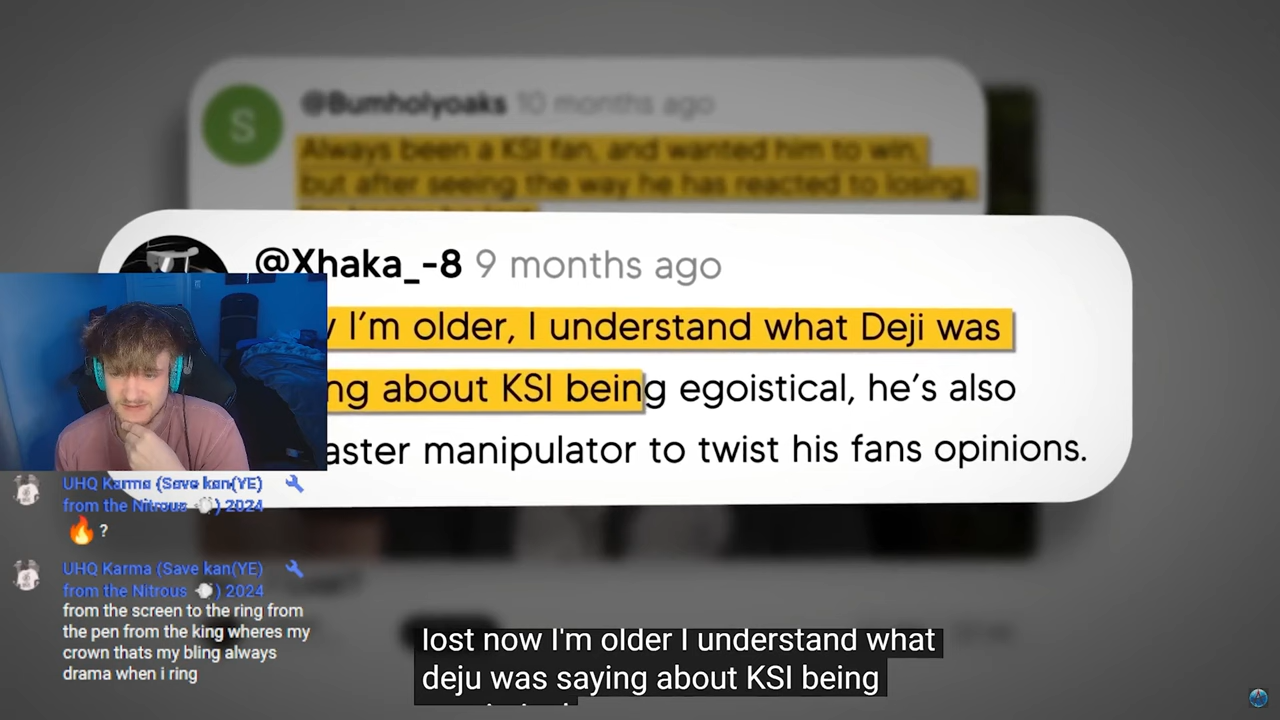 S
@Bumholyoaks 10 months ago
Always been a KSI fan, and wanted him to win,
but after seeing the way he has reacted to losing,
@Xhaka_-8 9 months ago
I'm older, I understand what Deji was
ng about KSI being egoistical, he's also
aster manipulator to twist his fans opinions.
UHQ Karma (Save kan(YE)
from the Nitrous ) 2024
🔥 ?
UHQ Karma (Save kan(YE)
from the Nitrous ) 2024
from the screen to the ring from
the pen from the king wheres my
crown thats my bling always
drama when i ring
lost now I'm older I understand what
deju was saying about KSI being